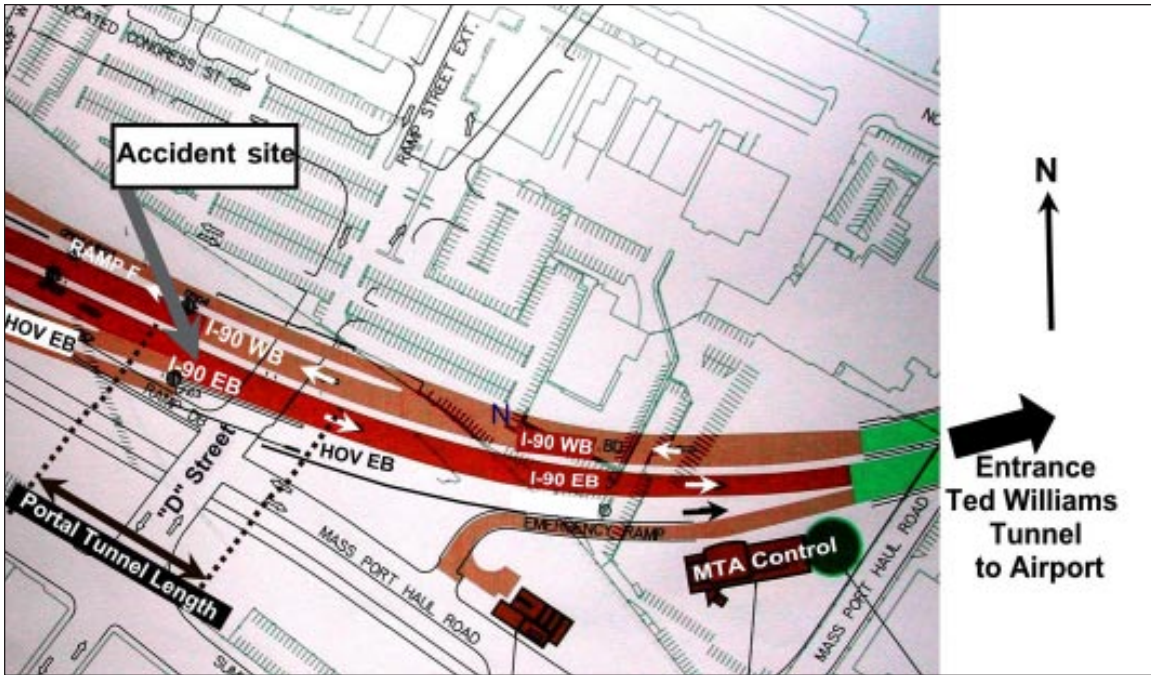 LOCATED CONGRESS ST
RAMP STREET EXT.
Accident site
N
RAMP F
HOV EB
I-90 WB
I-90 EB
N
I-90 WB
BD
I-90 EB
HOV EB
"D" Street
Portal Tunnel Length
EMERGENCY RAMP
MTA Control
MASS PORT HAUL ROAD
MASS PORT HAUL ROAD
Entrance
Ted Williams
Tunnel
to Airport